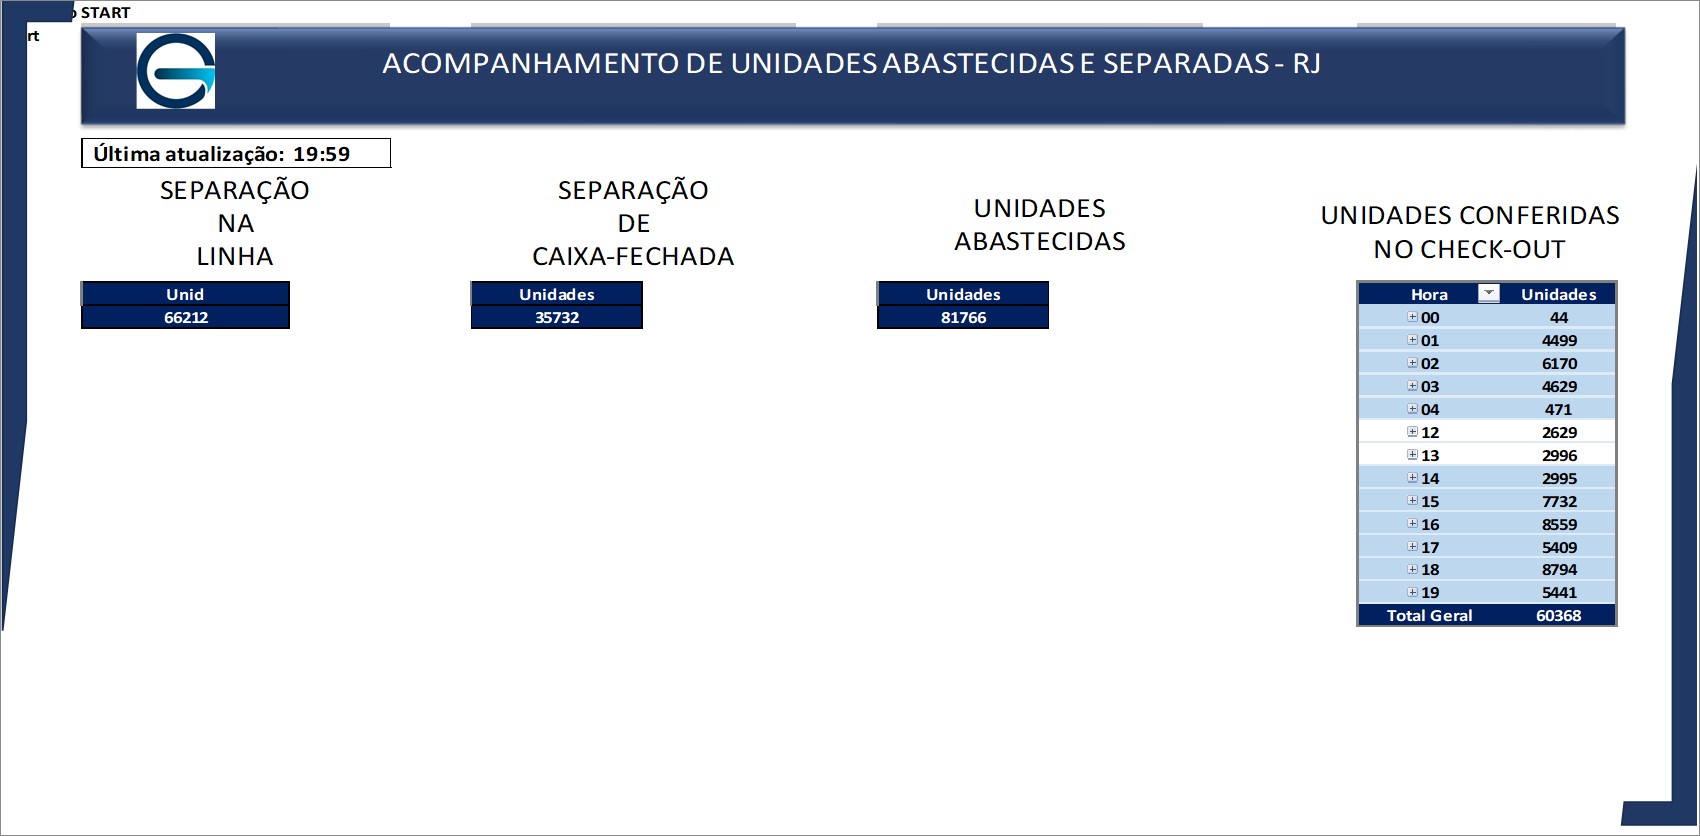 START
rt
ACOMPANHAMENTO DE UNIDADES ABASTECIDAS E SEPARADAS - RJ
Última atualização: 19:59
SEPARAÇÃO
NA
LINHA
Unid
66212
SEPARAÇÃO
DE
CAIXA-FECHADA
Unidades
35732
UNIDADES
ABASTECIDAS
Unidades
81766
UNIDADES CONFERIDAS
NO CHECK-OUT
Hora Unidades
00 44
01 4499
02 6170
03 4629
04 471
12 2629
13 2996
14 2995
15 7732
16 8559
17 5409
18 8794
19 5441
Total Geral 60368